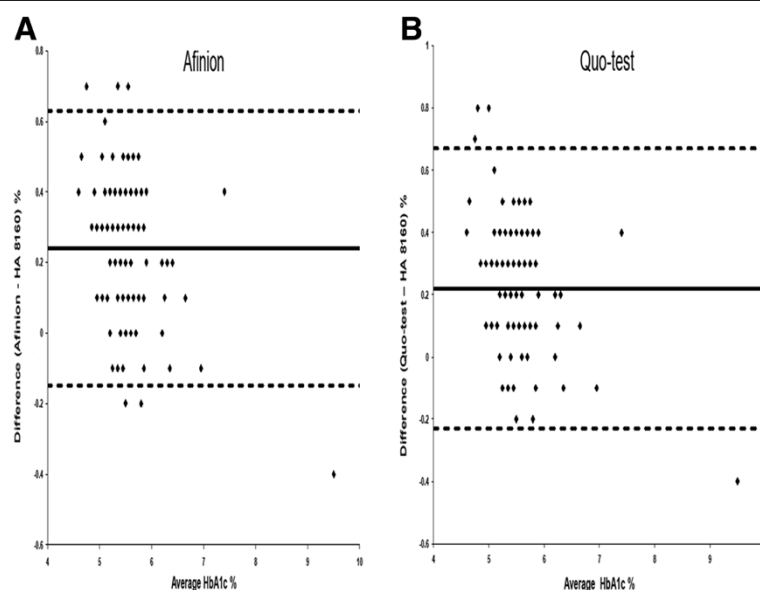 A
Afinion
0.8
0.6
0.4
0.2
0
-0.2
-0.4
-0.6
4 5 6 7 8 9 10
Difference (Afinion - HA 8160) %
Average HbA1c %
B
Quo-test
1
0.8
0.6
0.4
0.2
0
-0.2
-0.4
-0.6
4 5 6 7 8 9
Difference (Quo-test – HA 8160) %
Average HbA1c %